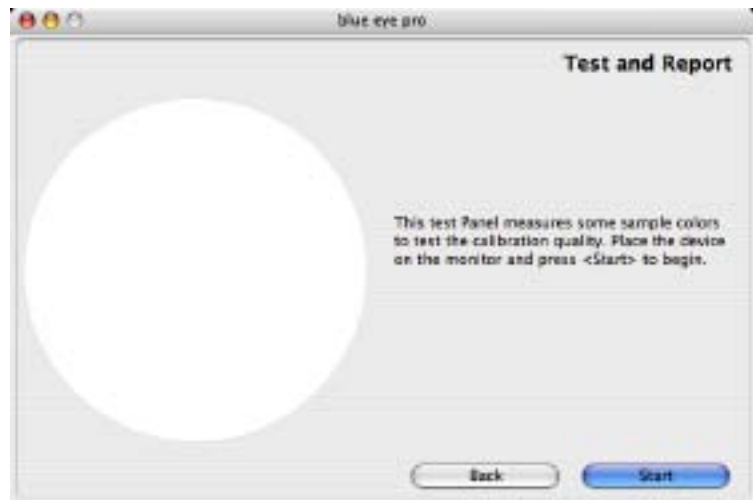 blue eye pro
Test and Report
This test Panel measures some sample colors
to test the calibration quality. Place the device
on the monitor and press <Start> to begin.
Back
Start